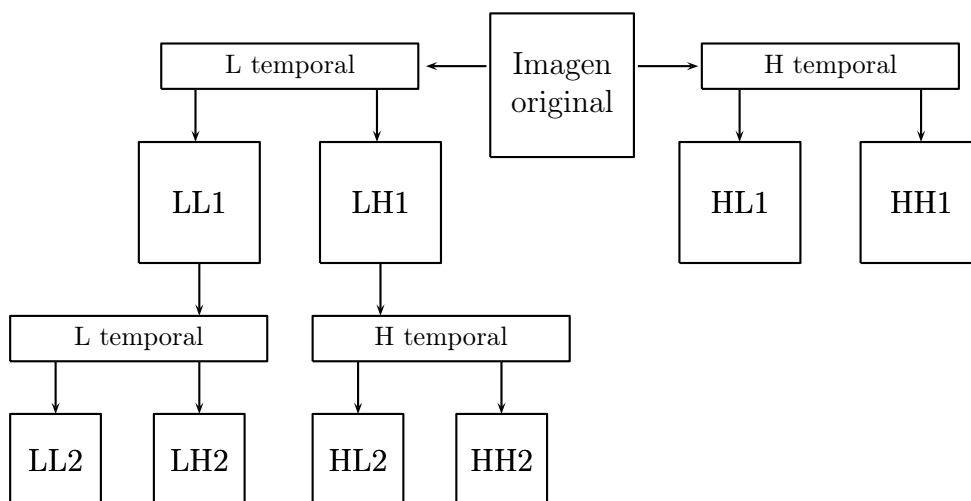 L temporal
Imagen
original
H temporal
LL1
LH1
HL1
HH1
L temporal
H temporal
LL2
LH2
HL2
HH2